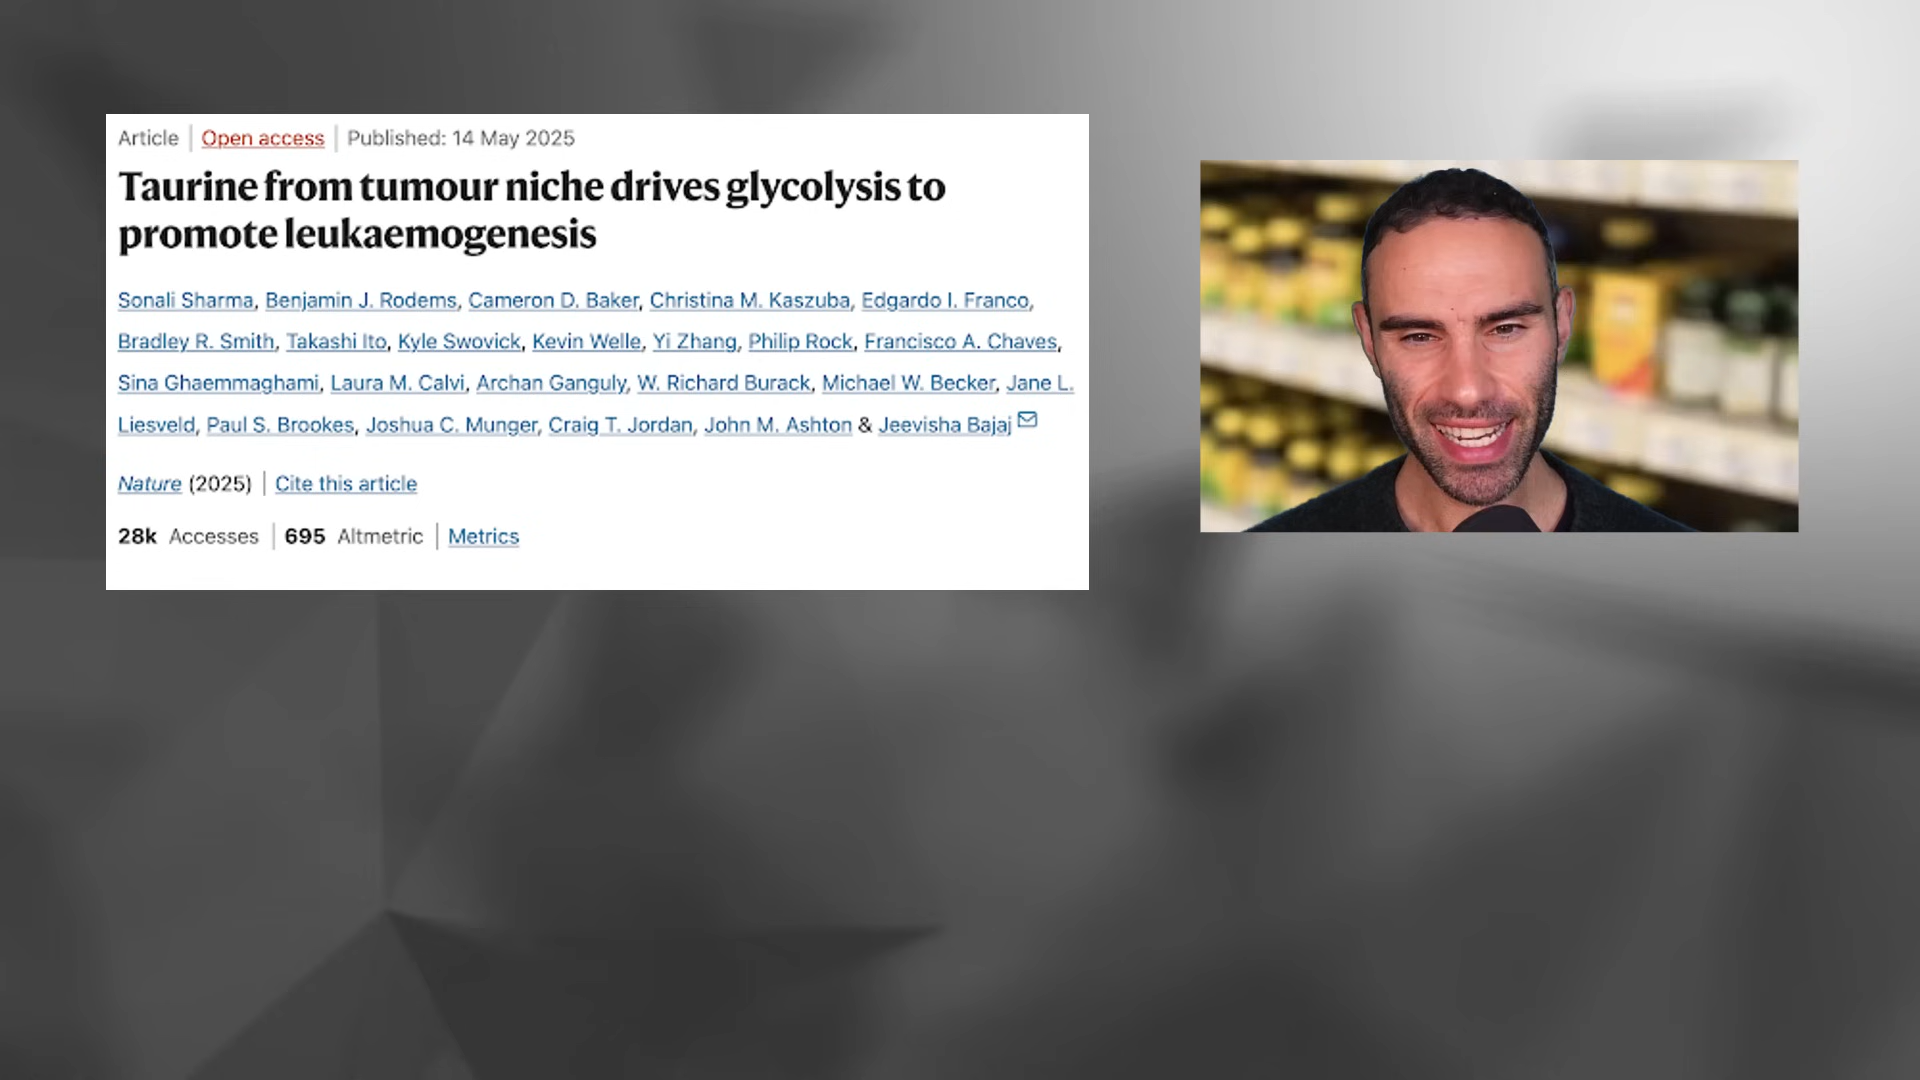 Article | Open access | Published: 14 May 2025
Taurine from tumour niche drives glycolysis to
promote leukaemogenesis
Sonali Sharma, Benjamin J. Rodems, Cameron D. Baker, Christina M. Kaszuba, Edgardo I. Franco,
Bradley R. Smith, Takashi Ito, Kyle Swovick, Kevin Welle, Yi Zhang, Philip Rock, Francisco A. Chaves,
Sina Ghaemmaghami, Laura M. Calvi, Archan Ganguly, W. Richard Burack, Michael W. Becker, Jane L.
Liesveld, Paul S. Brookes, Joshua C. Munger, Craig T. Jordan, John M. Ashton & Jeevisha Bajaj
Nature (2025) | Cite this article
28k Accesses | 695 Altmetric | Metrics